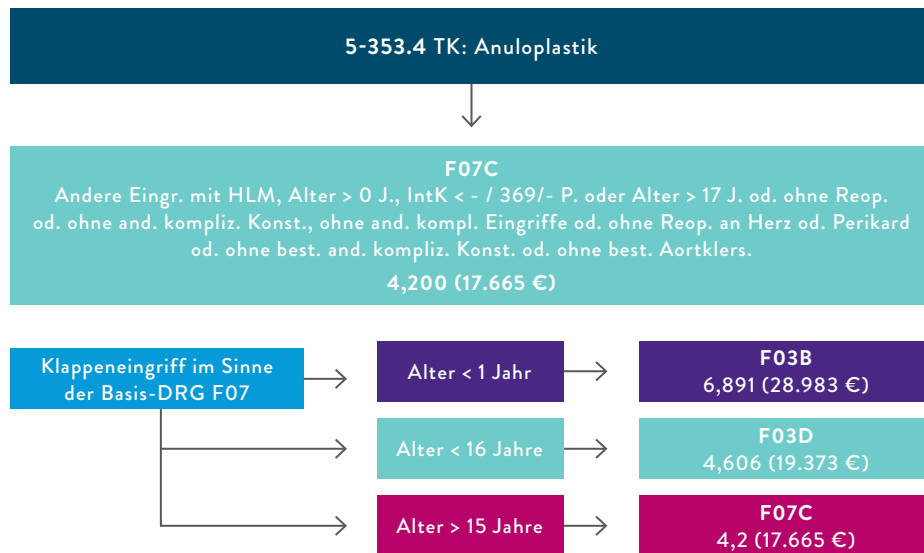 5-353.4 TK: Anuloplastik
F07C
Andere Eingr. mit HLM, Alter > 0 J., IntK < - / 369/- P. oder Alter > 17 J. od. ohne Reop.
od. ohne and. kompliz. Konst., ohne and. kompl. Eingriffe od. ohne Reop. an Herz od. Perikard
od. ohne best. and. kompliz. Konst. od. ohne best. Aortklers.
4,200 (17.665 €)
Klappeneingriff im Sinne
der Basis-DRG F07
Alter < 1 Jahr
F03B
6,891 (28.983 €)
Alter < 16 Jahre
F03D
4,606 (19.373 €)
Alter > 15 Jahre
F07C
4,2 (17.665 €)